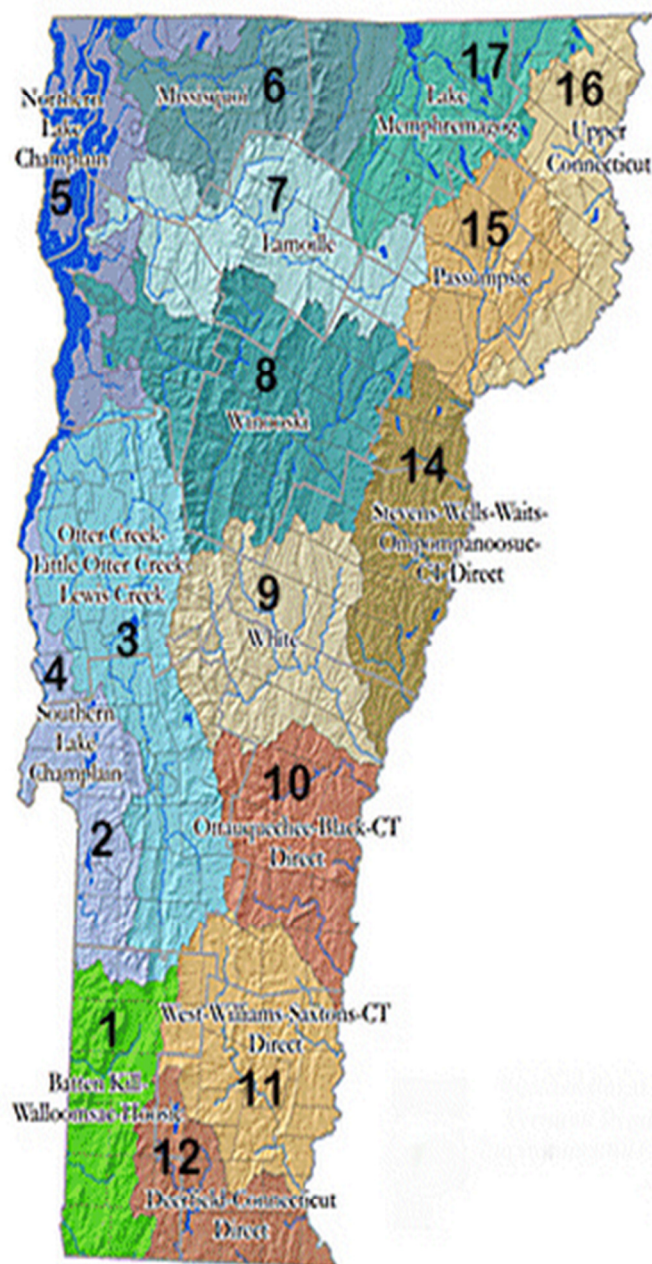 17
6
16
Missisquoi
Lake
Memphremagog
Northern
Lake
Champlain
Upper
Connecticut
5
7
15
Lamoille
Passumpsic
8
Winooski
14
Stevens-Wells-Waits-
Ompompanoosuc-
CT Direct
Otter Creek-
Little Otter Creek-
Lewis Creek
9
White
3
4
Southern
Lake
Champlain
10
2
Ottauquechee-Black-CT
Direct
1
West-Williams-Saxtons-CT
Direct
11
Batten Kill-
Walloomsac-Hoosic
12
Deerfield-Connecticut
Direct